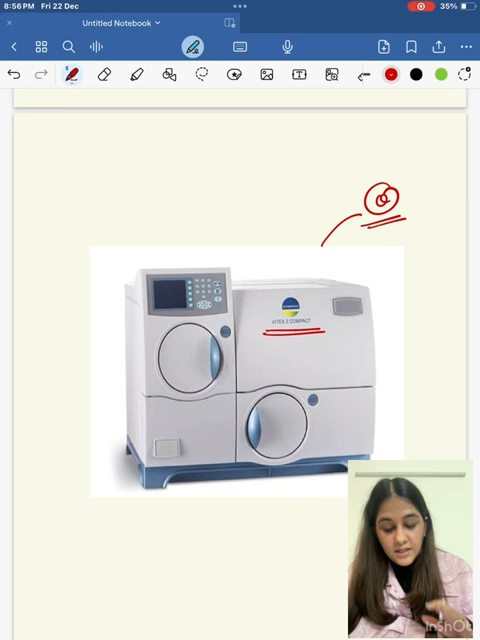 8:56 PM Fri 22 Dec
35%
Untitled Notebook
VITEK 2 COMPACT
InShOt